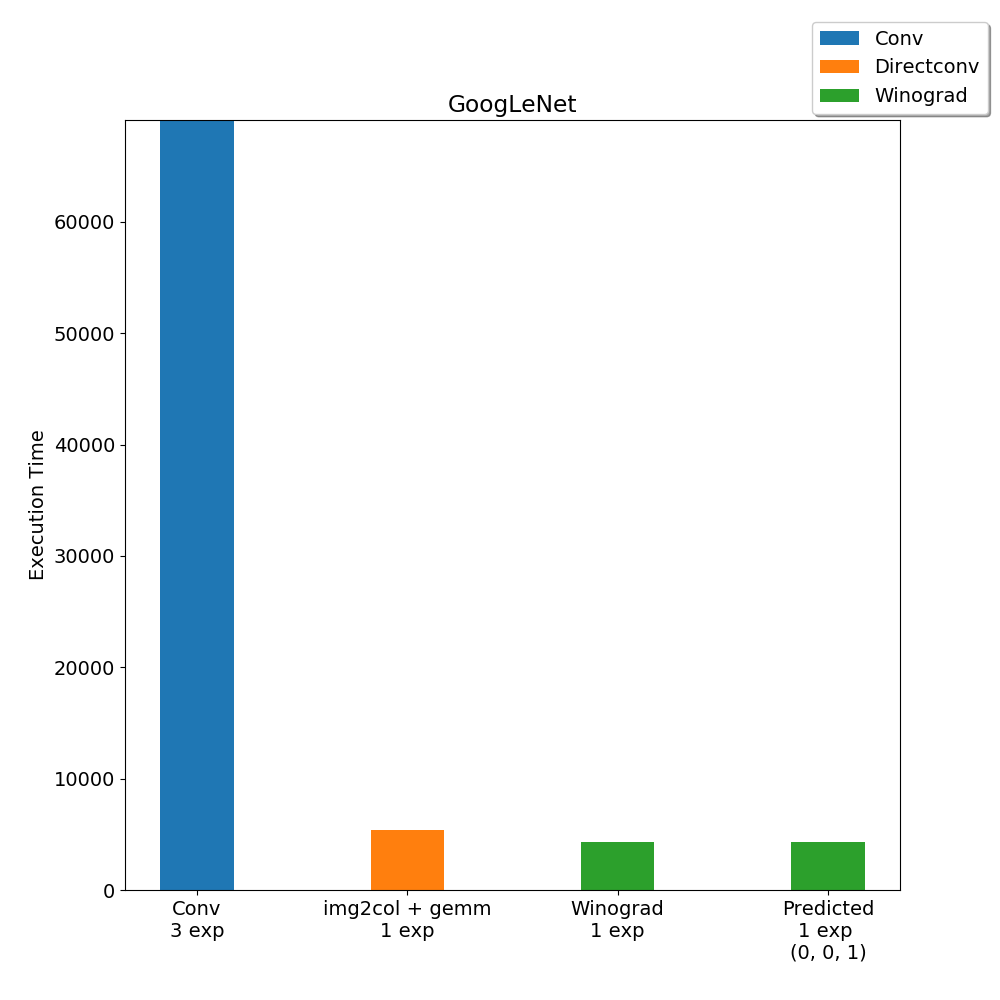 Conv
Directconv
Winograd
GoogLeNet
Execution Time
60000
50000
40000
30000
20000
10000
0
Conv
3 exp
img2col + gemm
1 exp
Winograd
1 exp
Predicted
1 exp
(0, 0, 1)